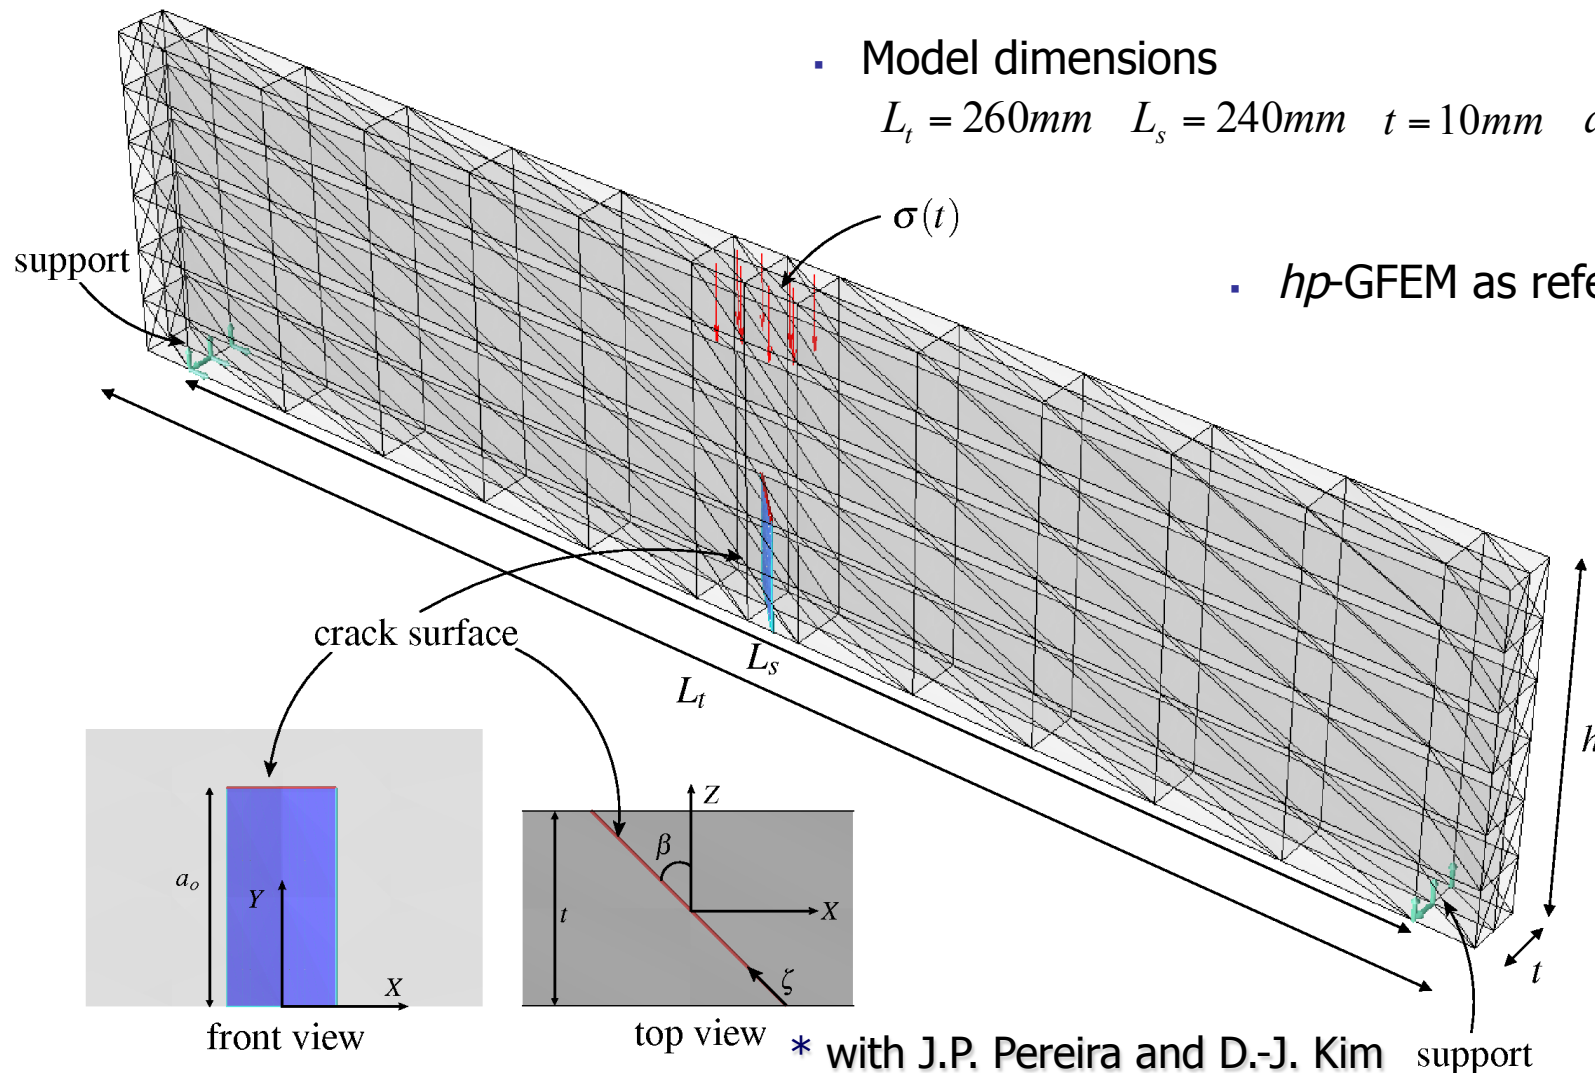 ▪ Model dimensions
L_t = 260mm L_s = 240mm t = 10mm
σ(t)
support
▪ hp-GFEM as
crack surface
L_s
L_t
h
t
a_o
Y
X
front view
Z
β
X
t
ζ
top view
* with J.P. Pereira and D.-J. Kim
support